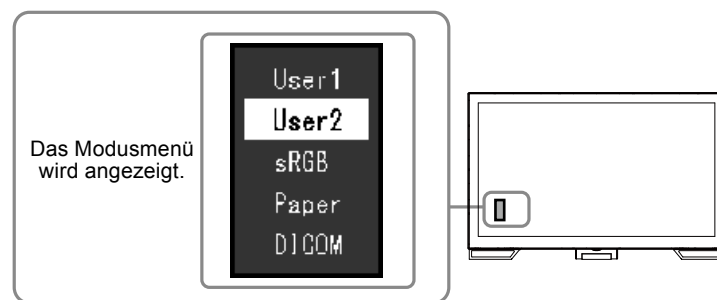 Das Modusmenü
wird angezeigt.
User1
User2
sRGB
Paper
DICOM